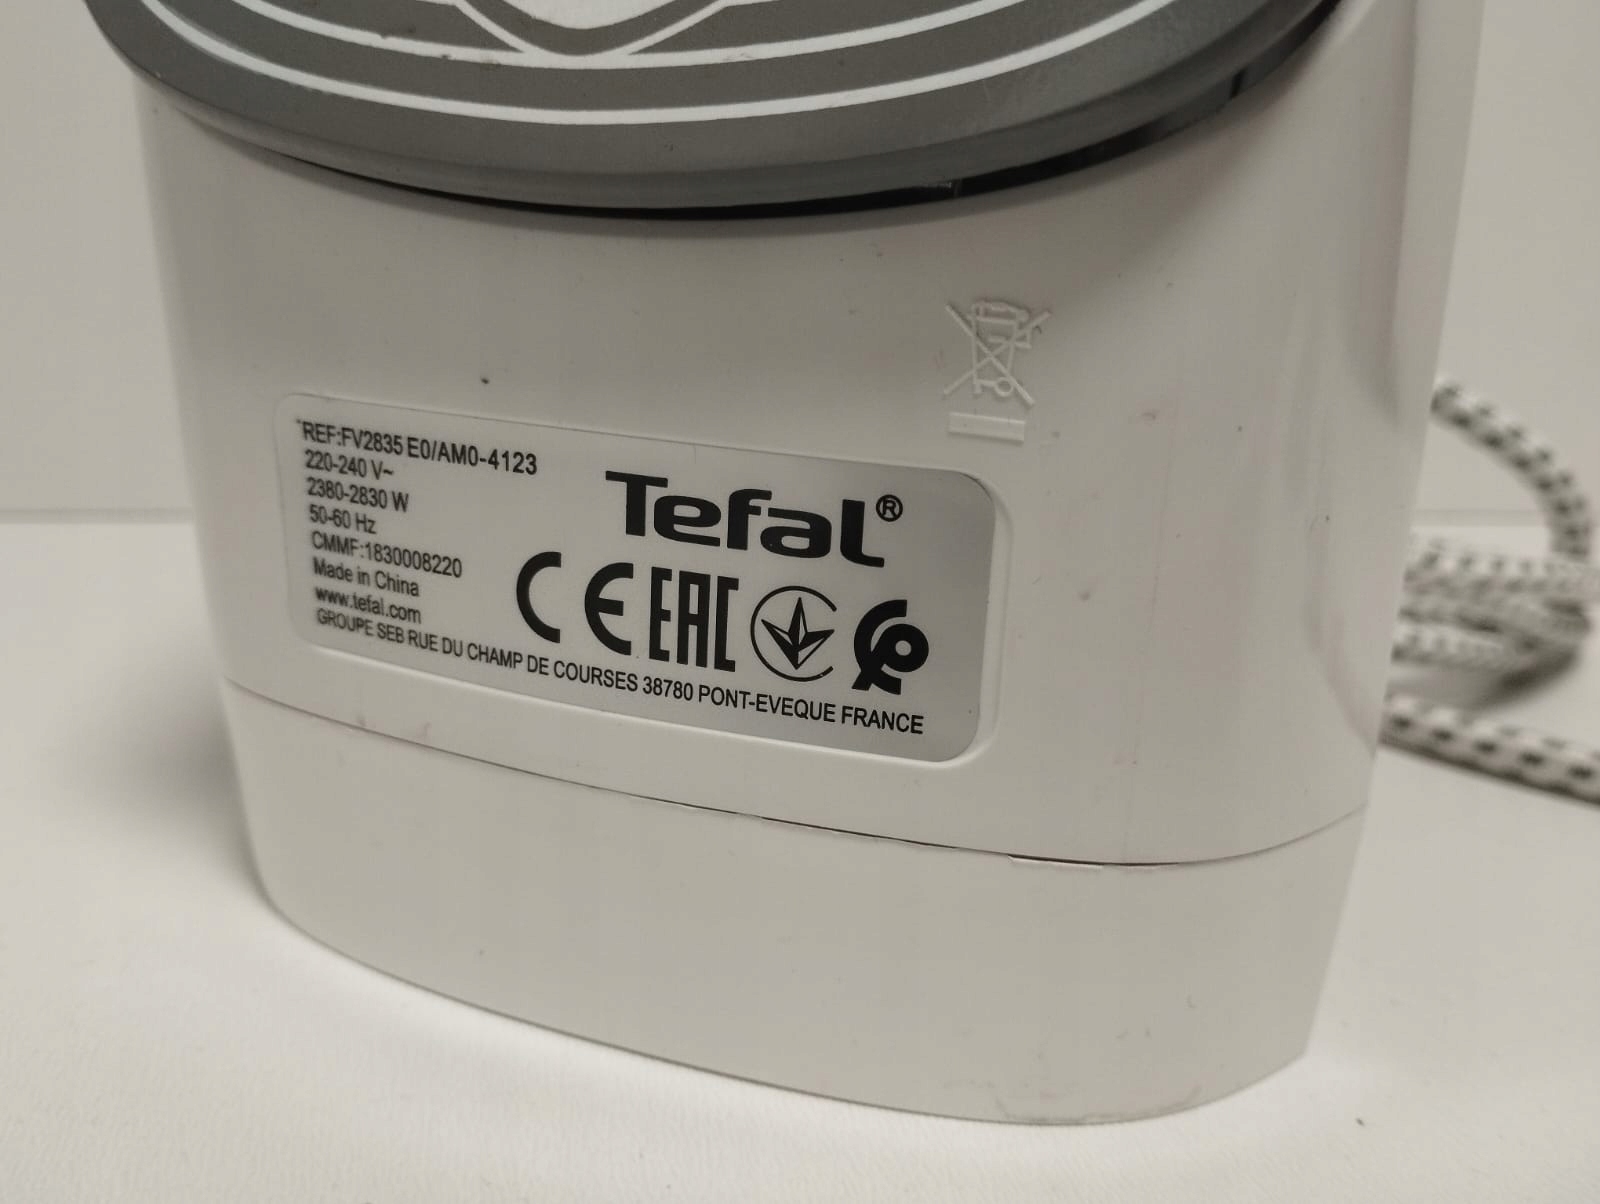 REF:FV2835 E0/AM0-4123
220-240 V~
2380-2830 W
50-60 Hz
CMMF:1830008220
Made in China
www.tefal.com
Tefal®
CE EAC
GROUPE SEB RUE DU CHAMP DE COURSES 38780 PONT-EVEQUE FRANCE